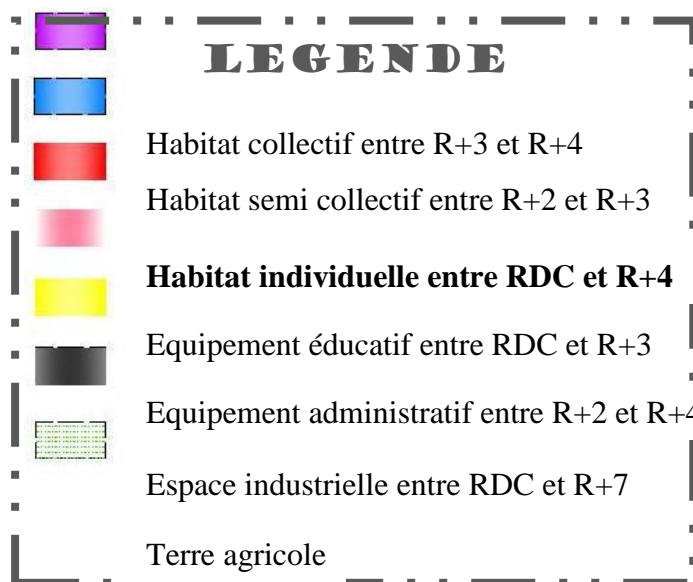 LEGENDE
Habitat collectif entre R+3 et R+4
Habitat semi collectif entre R+2 et R+3
Habitat individuelle entre RDC et R+4
Equipement éducatif entre RDC et R+3
Equipement administratif entre R+2 et R+4
Espace industrielle entre RDC et R+7
Terre agricole